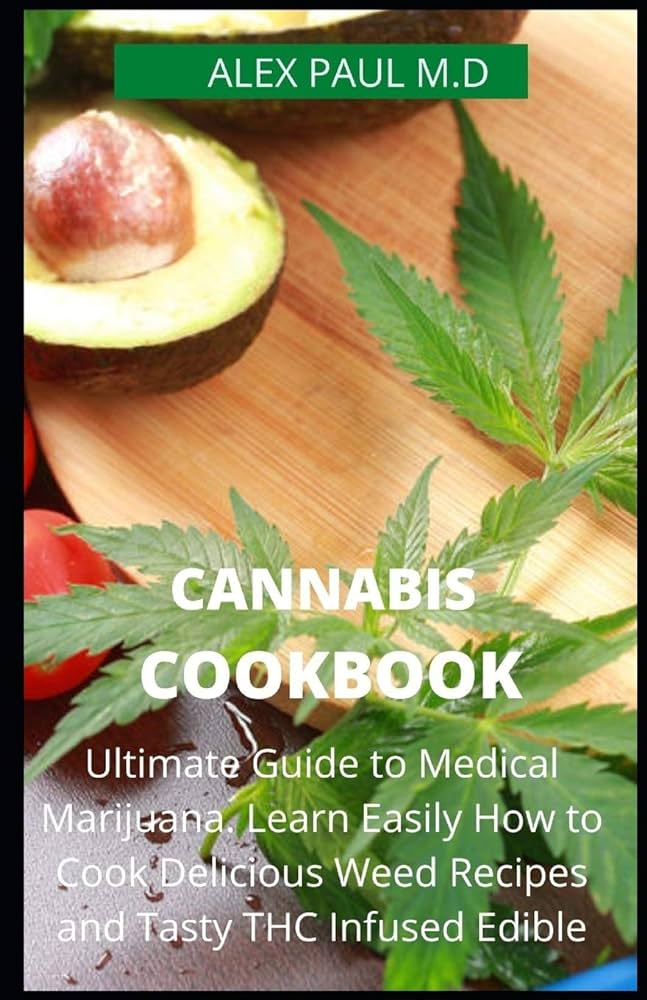 ALEX PAUL M.D
CANNABIS
COOKBOOK
Ultimate Guide to Medical
Marijuana. Learn Easily How to
Cook Delicious Weed Recipes
and Tasty THC Infused Edible